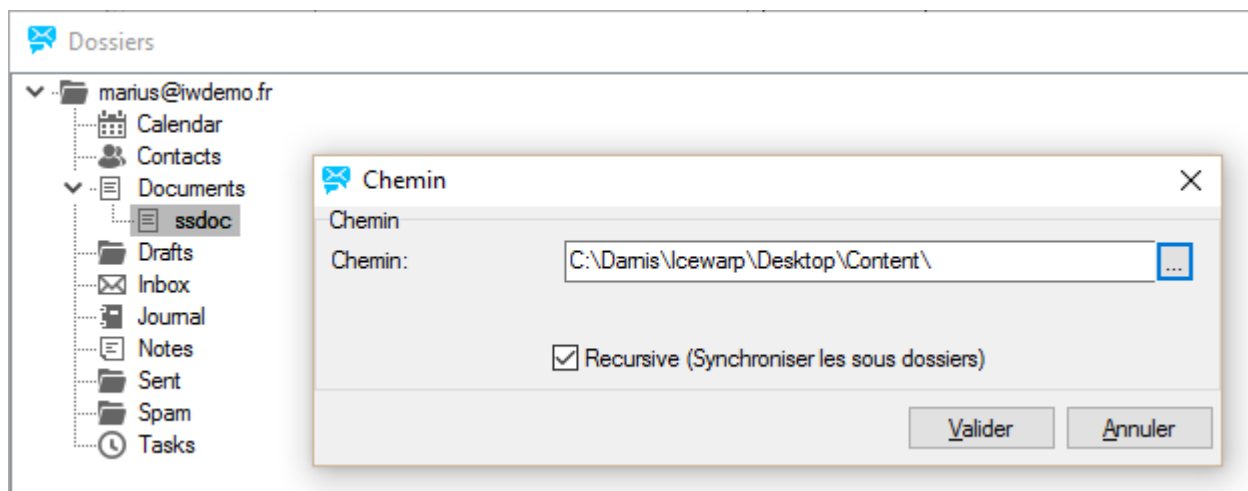 Dossiers
marius@iwdemo.fr
Calendar
Contacts
Documents
ssdoc
Drafts
Inbox
Journal
Notes
Sent
Spam
Tasks
Chemin
Chemin
Chemin:
C:\Damis\Icewarp\Desktop\Content\
...
Recursive (Synchroniser les sous dossiers)
Valider
Annuler